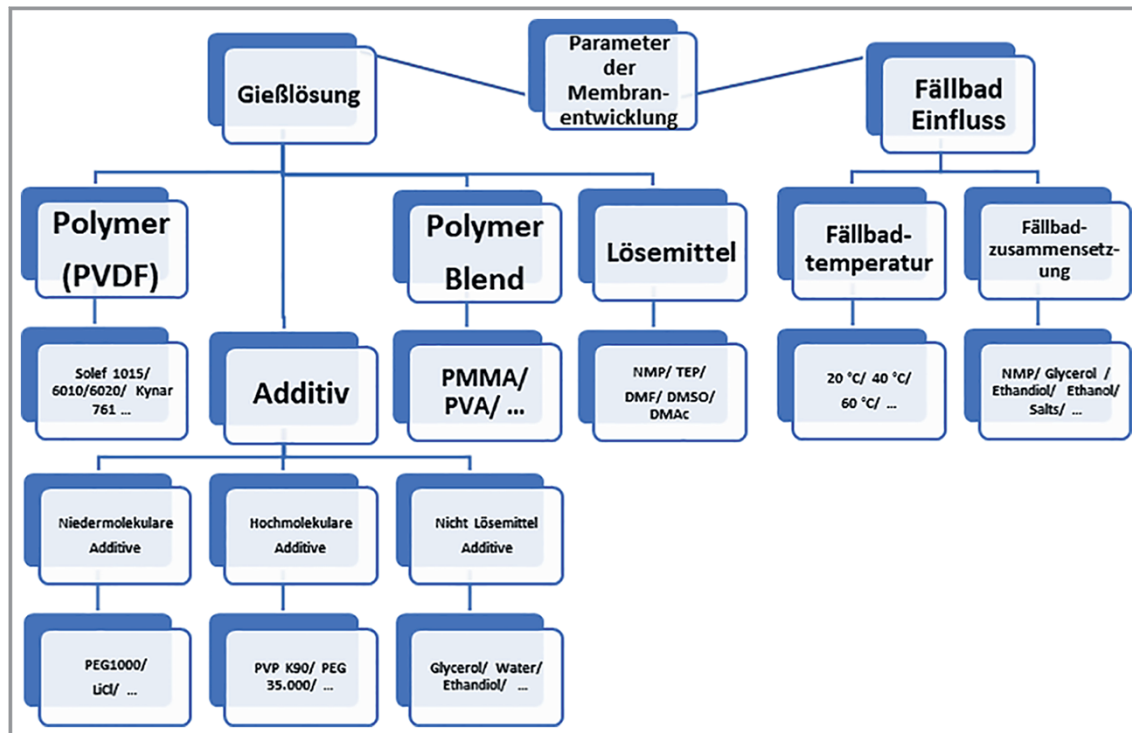 Parameter
der
Membran-
entwicklung
Gießlösung
Fällbad
Einfluss
Polymer
(PVDF)
Polymer
Blend
Lösemittel
Fällbad-
temperatur
Fällbad-
zusammensetz-
ung
Solef 1015/
6010/6020/ Kynar
761 ...
Additiv
PMMA/
PVA/ ...
NMP/ TEP/
DMF/ DMSO/
DMAc
20 °C/ 40 °C/
60 °C/ ...
NMP/ Glycerol /
Ethandiol/ Ethanol/
Salts/ ...
Niedermolekulare
Additive
Hochmolekulare
Additive
Nicht Lösemittel
Additive
PEG1000/
LiCl/ ...
PVP K90/ PEG
35.000/ ...
Glycerol/ Water/
Ethandiol/ ...